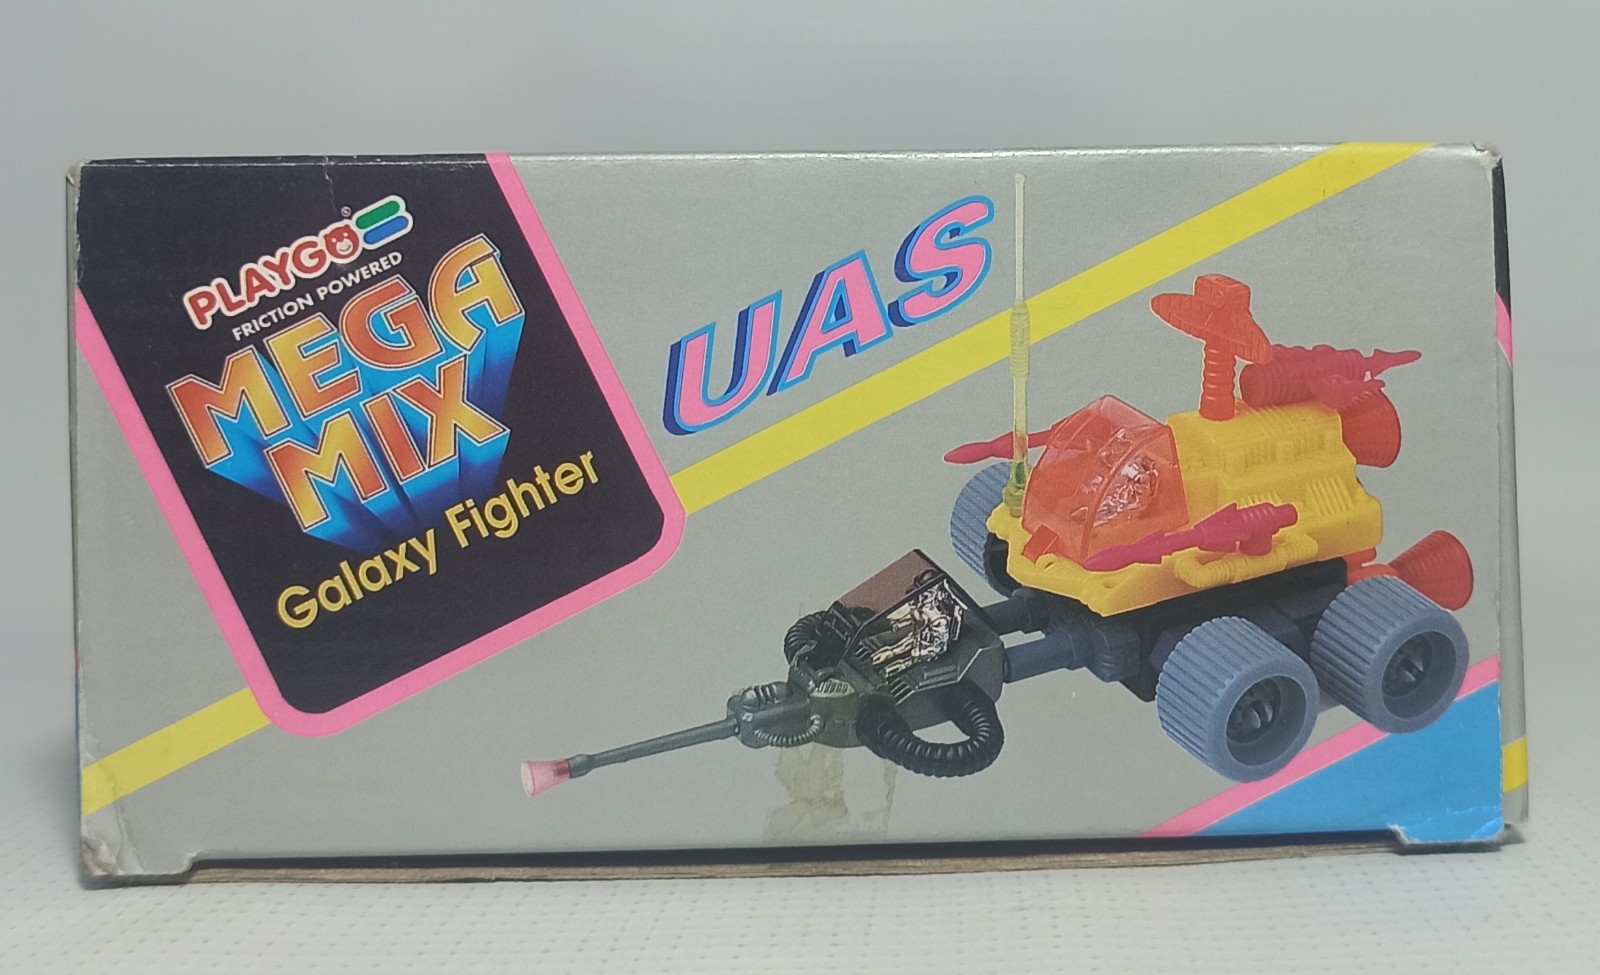 PLAYGO®
FRICTION POWERED
MEGA
MIX
Galaxy Fighter
UAS